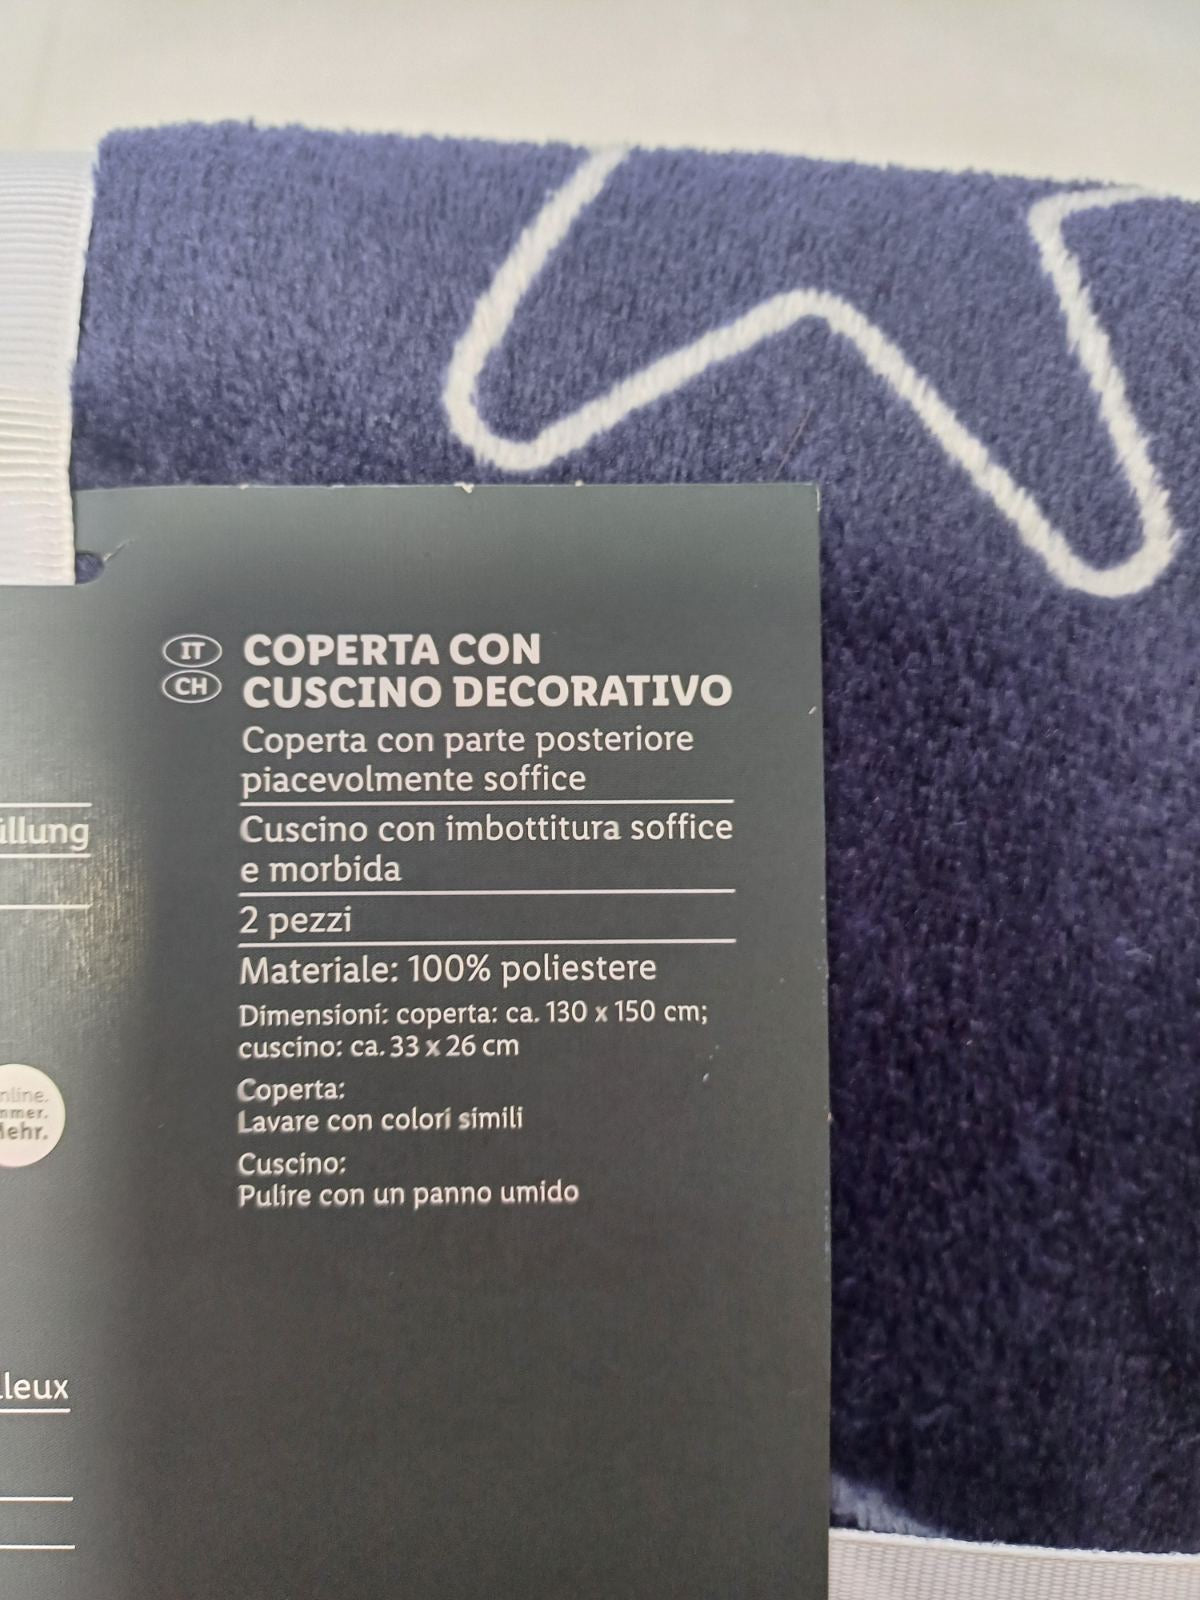 IT
CH
COPERTA CON
CUSCINO DECORATIVO
Coperta con parte posteriore
piacevolmente soffice
Cuscino con imbottitura soffice
e morbida
2 pezzi
Materiale: 100% poliestere
Dimensioni: coperta: ca. 130 x 150 cm;
cuscino: ca. 33 x 26 cm
Coperta:
Lavare con colori simili
Cuscino:
Pulire con un panno umido